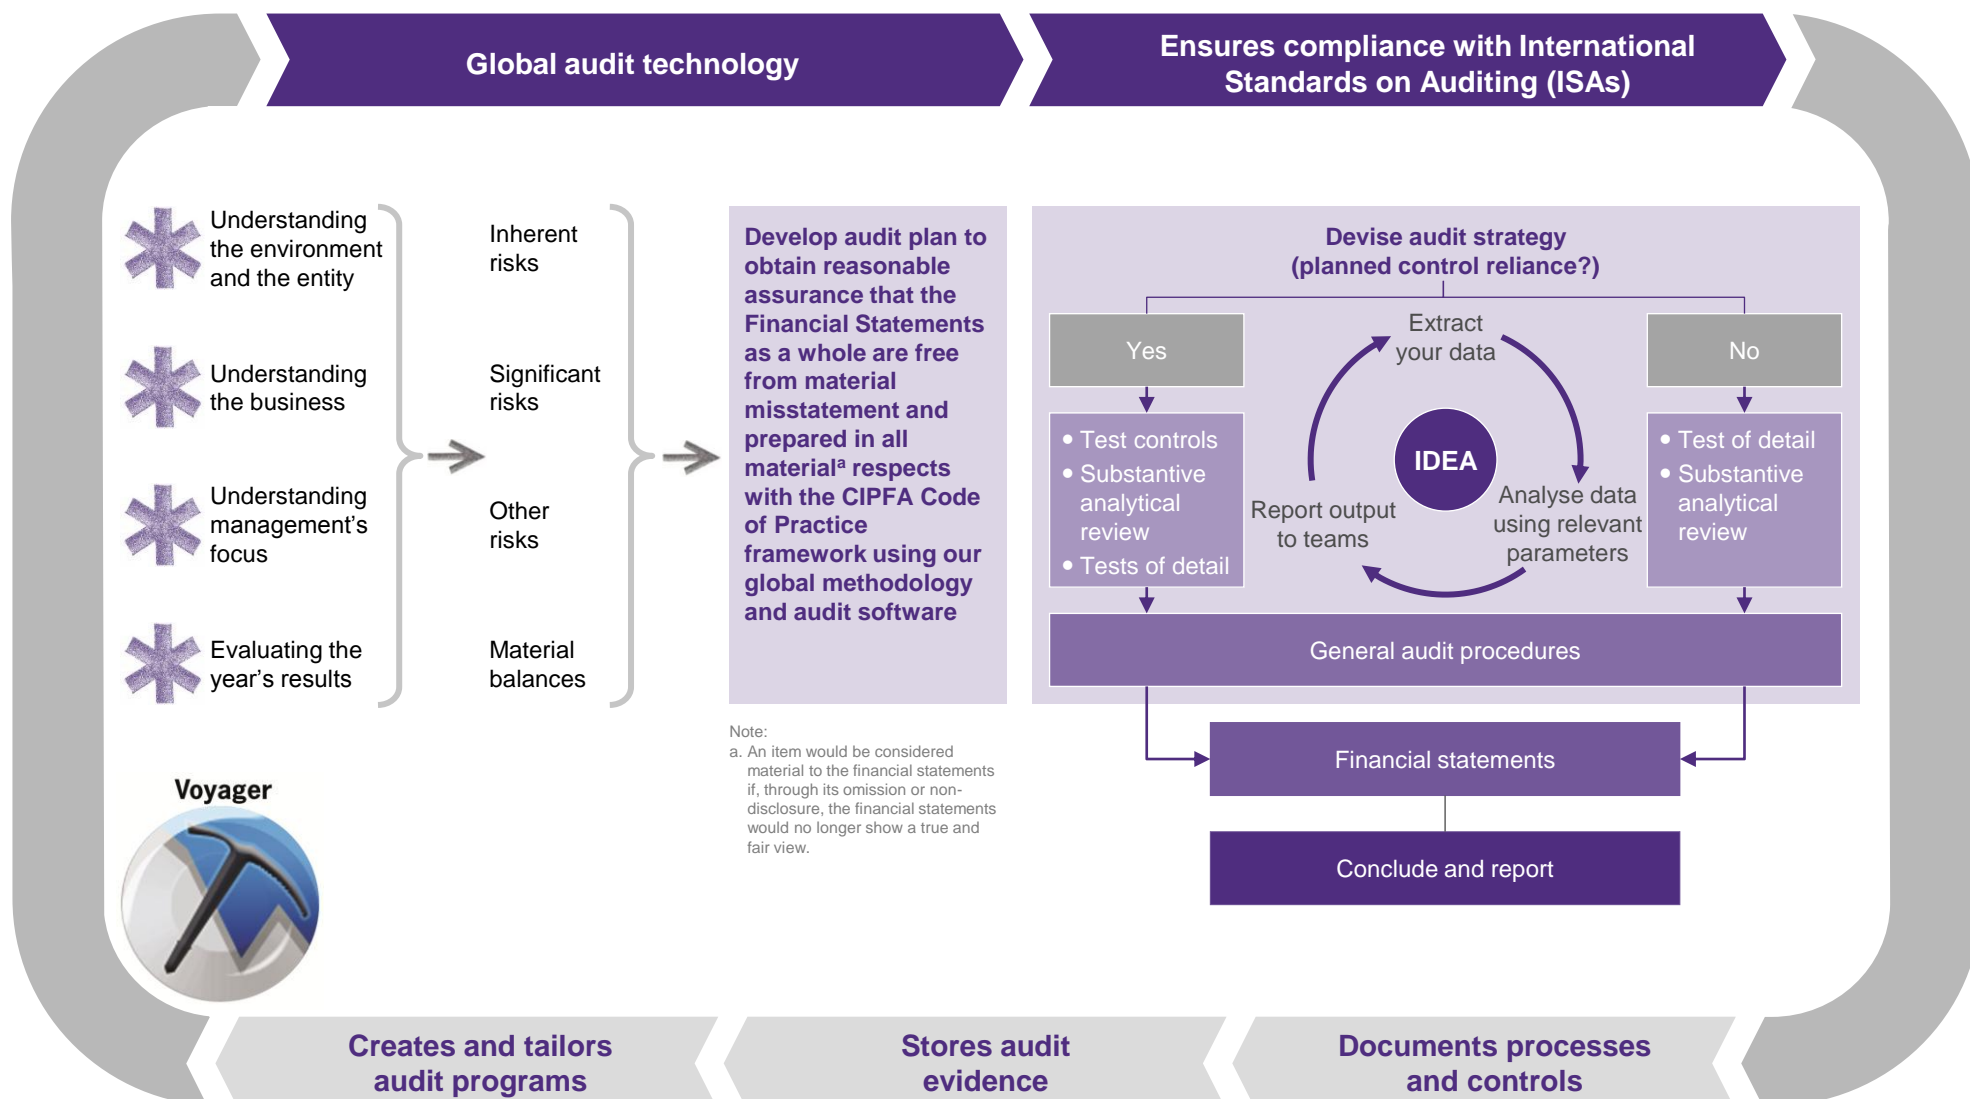 Global audit technology
Ensures compliance with International
Standards on Auditing (ISAs)
Understanding
the environment
and the entity
Understanding
the business
Understanding
management’s
focus
Evaluating the
year’s results
Inherent
risks
Significant
risks
Other
risks
Material
balances
Develop audit plan to
obtain reasonable
assurance that the
Financial Statements
as a whole are free
from material
misstatement and
prepared in all
materialᵃ respects
with the CIPFA Code
of Practice
framework using our
global methodology
and audit software
Note:
a. An item would be considered
material to the financial statements
if, through its omission or non-
disclosure, the financial statements
would no longer show a true and
fair view.
Devise audit strategy
(planned control reliance?)
Yes
• Test controls
• Substantive
analytical
review
• Tests of detail
Extract
your data
IDEA
Analyse data
using relevant
parameters
Report output
to teams
No
• Test of detail
• Substantive
analytical
review
General audit procedures
Financial statements
Conclude and report
Voyager
Creates and tailors
audit programs
Stores audit
evidence
Documents processes
and controls